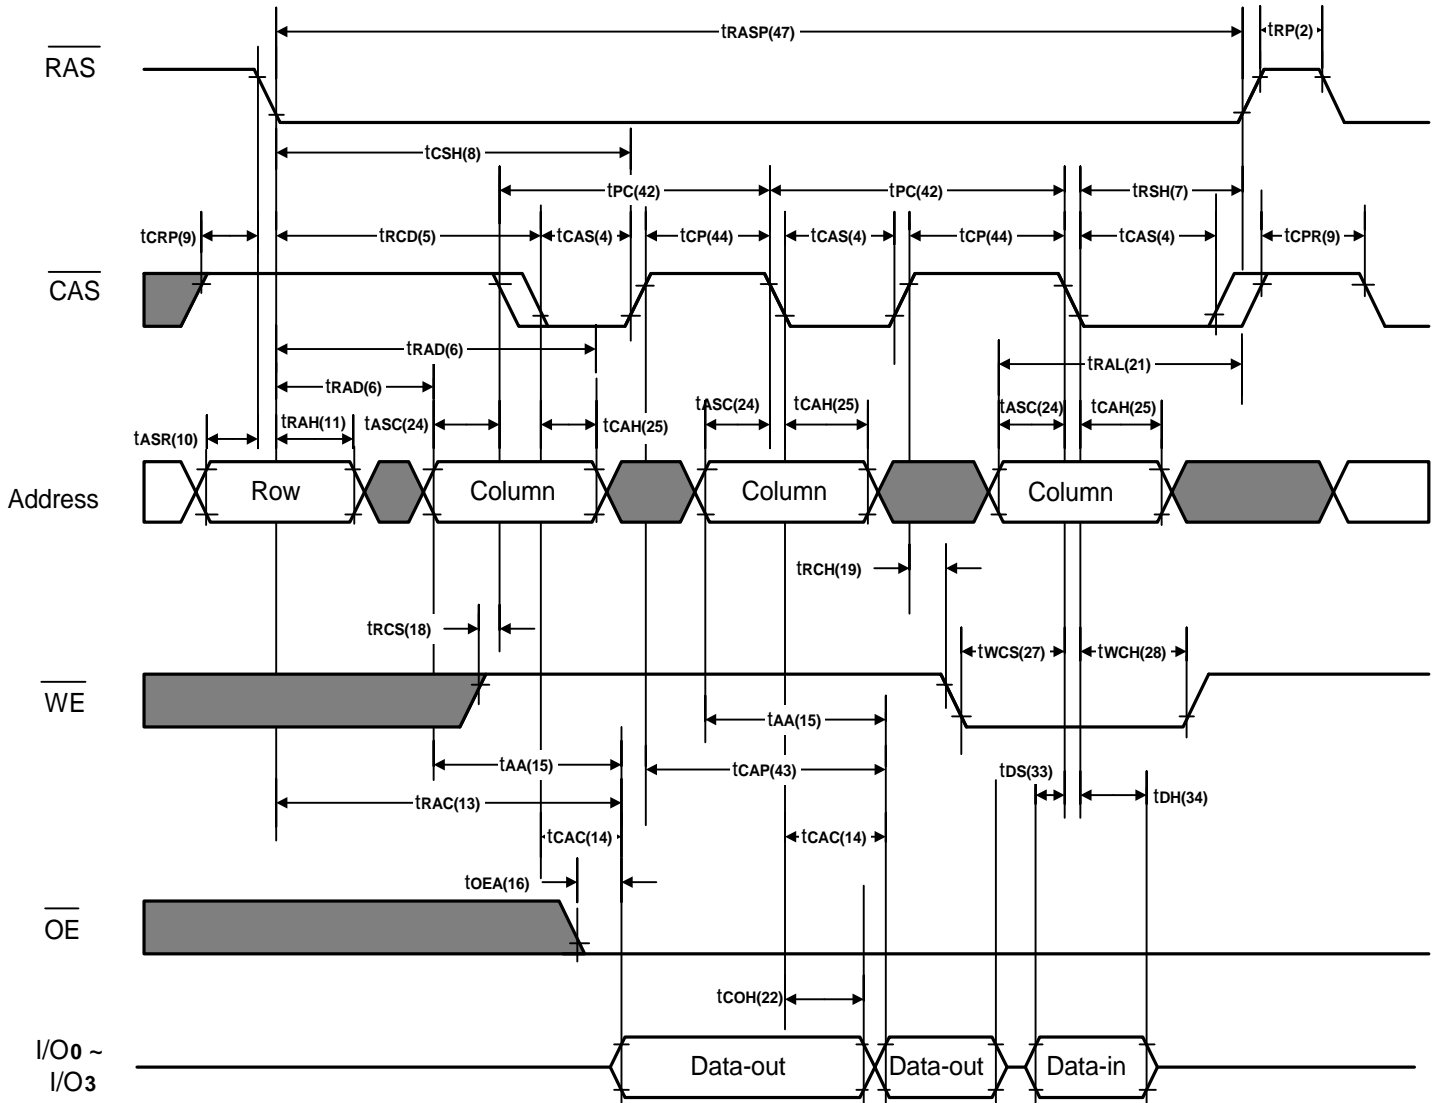 tRASP(47) tRP(2)
RAS
tCSH(8)
tPC(42) tPC(42) tRSH(7)
tCRP(9) tRCD(5) tCAS(4) tCP(44) tCAS(4) tCP(44) tCAS(4) tCPR(9)
CAS
tRAD(6)
tRAL(21)
tRAD(6)
tASC(24) tCAH(25) tASC(24) tCAH(25)
tASR(10) tRAH(11) tASC(24) tCAH(25)
Address Row Column Column Column
tRCH(19)
tRCS(18)
tWCS(27) tWCH(28)
WE
tAA(15)
tAA(15) tCAP(43) tDS(33)
tRAC(13) tDH(34)
tCAC(14) tCAC(14)
tOEA(16)
OE
tCOH(22)
I/O0 ~
I/O3
Data-out Data-out Data-in